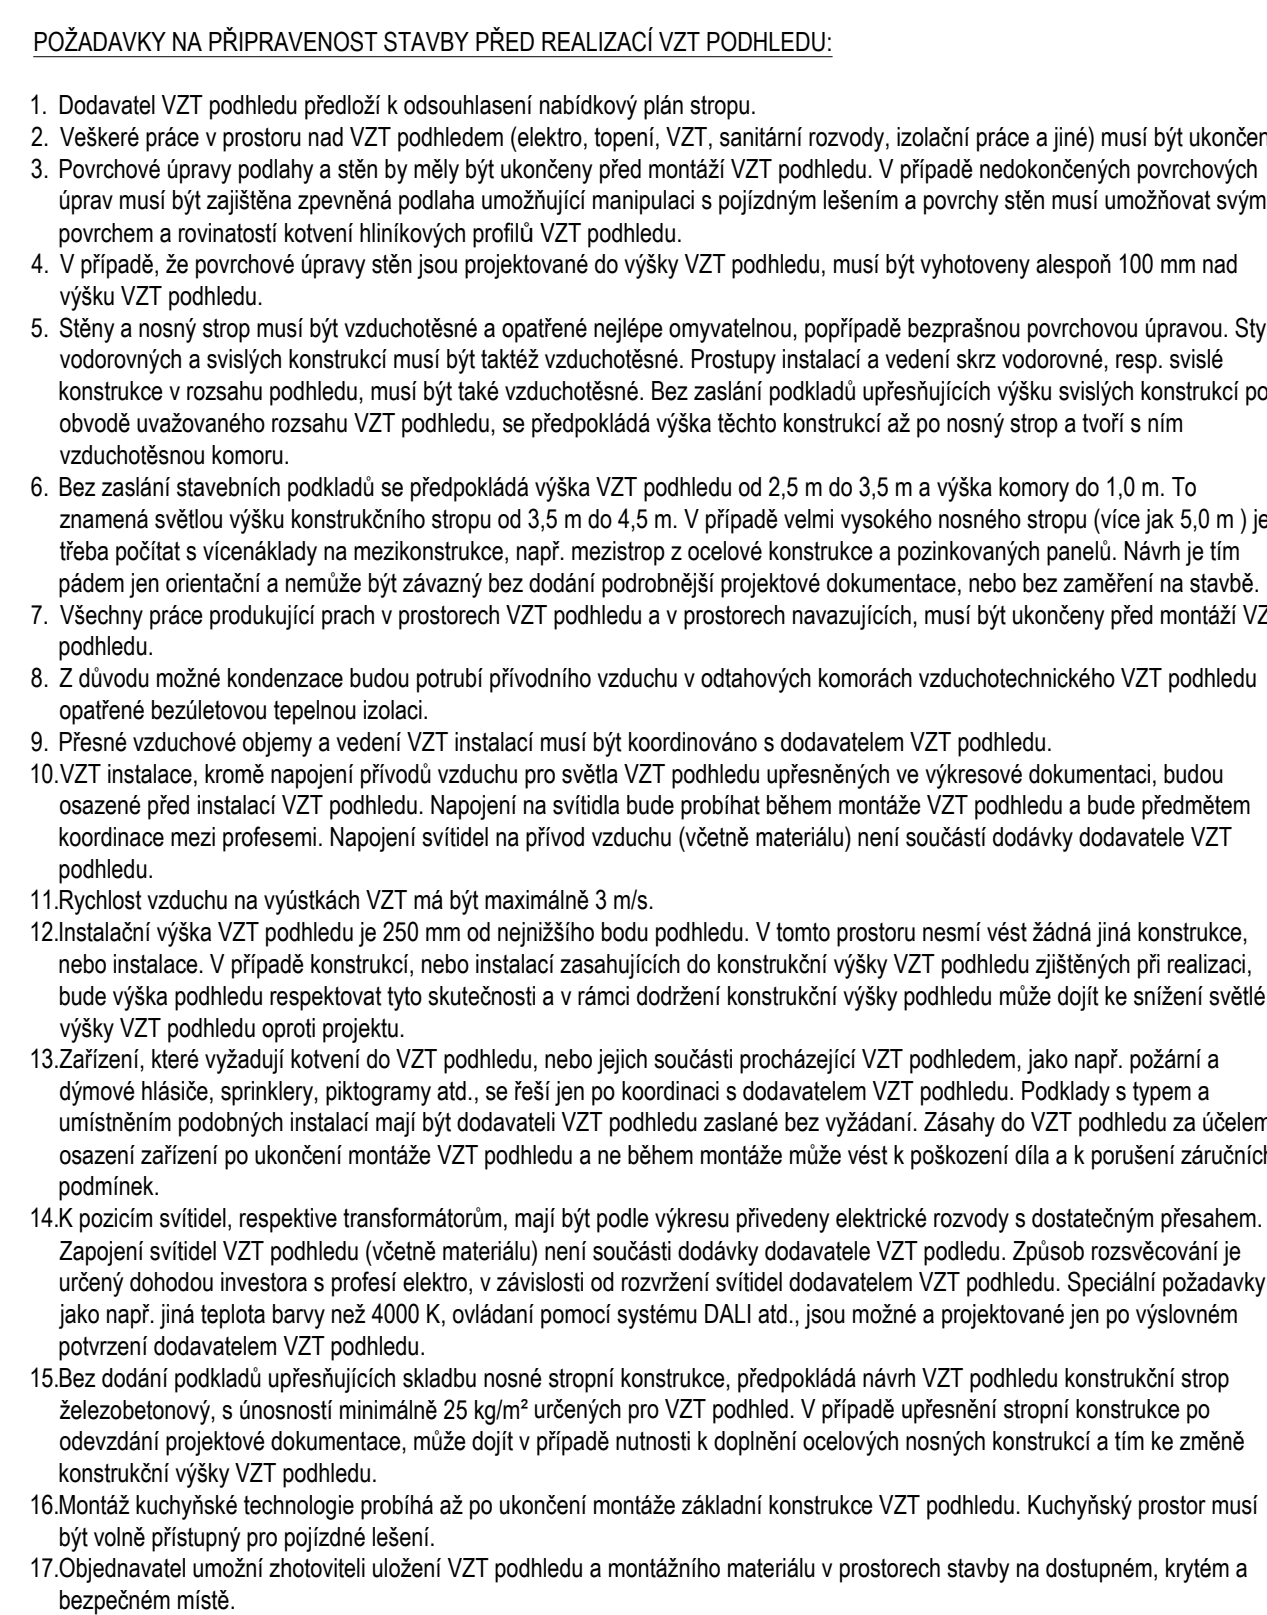 POŽADAVKY NA PŘIPRAVENOST STAVBY PŘED REALIZACÍ VZT PODHLEDU:
1. Dodavatel VZT podhledu předloží k odsouhlasení nabídkový plán stropu.
2. Veškeré práce v prostoru nad VZT podhledem (elektro, topení, VZT, sanitární rozvody, izolační práce a jiné) musí být
3. Povrchové úpravy podlahy a stěn by měly být ukončeny před montáží VZT podhledu. V případě nedokončených povrchových
úprav musí být zajištěna zpevněná podlaha umožňující manipulaci s pojízdným lešením a povrchy stěn musí umožňovat svým
povrchem a rovinatostí kotvení hliníkových profilů VZT podhledu.
4. V případě, že povrchové úpravy stěn jsou projektované do výšky VZT podhledu, musí být vyhotoveny alespoň 100 mm nad
výšku VZT podhledu.
5. Stěny a nosný strop musí být vzduchotěsné a opatřené nejlépe omyvatelnou, popřípadě bezprašnou povrchovou úpravou.
vodorovných a svislých konstrukcí musí být taktéž vzduchotěsné. Prostupy instalací a vedení skrz vodorovné, resp. svislé
konstrukce v rozsahu podhledu, musí být také vzduchotěsné. Bez zaslání podkladů upřesňujících výšku svislých konstrukcí po
obvodě uvažovaného rozsahu VZT podhledu, se předpokládá výška těchto konstrukcí až po nosný strop a tvoří s ním
vzduchotěsnou komoru.
6. Bez zaslání stavebních podkladů se předpokládá výška VZT podhledu od 2,5 m do 3,5 m a výška komory do 1,0 m. To
znamená světlou výšku konstrukčního stropu od 3,5 m do 4,5 m. V případě velmi vysokého nosného stropu (více jak 5,0 m ) je
třeba počítat s vícenáklady na mezikonstrukce, např. mezistrop z ocelové konstrukce a pozinkovaných panelů. Návrh je tím
pádem jen orientační a nemůže být závazný bez dodání podrobnější projektové dokumentace, nebo bez zaměření na stavbě.
7. Všechny práce produkující prach v prostorech VZT podhledu a v prostorech navazujících, musí být ukončeny před montáží
podhledu.
8. Z důvodu možné kondenzace budou potrubí přívodního vzduchu v odtahových komorách vzduchotechnického VZT podhledu
opatřené bezúletovou tepelnou izolaci.
9. Přesné vzduchové objemy a vedení VZT instalací musí být koordinováno s dodavatelem VZT podhledu.
10.VZT instalace, kromě napojení přívodů vzduchu pro světla VZT podhledu upřesněných ve výkresové dokumentaci, budou
osazené před instalací VZT podhledu. Napojení na svítidla bude probíhat během montáže VZT podhledu a bude předmětem
koordinace mezi profesemi. Napojení svítidel na přívod vzduchu (včetně materiálu) není součástí dodávky dodavatele VZT
podhledu.
11.Rychlost vzduchu na vyústkách VZT má být maximálně 3 m/s.
12.Instalační výška VZT podhledu je 250 mm od nejnižšího bodu podhledu. V tomto prostoru nesmí vést žádná jiná konstrukce,
nebo instalace. V případě konstrukcí, nebo instalací zasahujících do konstrukční výšky VZT podhledu zjištěných při realizaci,
bude výška podhledu respektovat tyto skutečnosti a v rámci dodržení konstrukční výšky podhledu může dojít ke snížení světlé
výšky VZT podhledu oproti projektu.
13.Zařízení, které vyžadují kotvení do VZT podhledu, nebo jejich součásti procházející VZT podhledem, jako např. požární a
dýmové hlásiče, sprinklery, piktogramy atd., se řeší jen po koordinaci s dodavatelem VZT podhledu. Podklady s typem a
umístněním podobných instalací mají být dodavateli VZT podhledu zaslané bez vyžádaní. Zásahy do VZT podhledu za účelem
osazení zařízení po ukončení montáže VZT podhledu a ne během montáže může vést k poškození díla a k porušení záručních
podmínek.
14.K pozicím svítidel, respektive transformátorům, mají být podle výkresu přivedeny elektrické rozvody s dostatečným přesahem.
Zapojení svítidel VZT podhledu (včetně materiálu) není součásti dodávky dodavatele VZT podledu. Způsob rozsvěcování je
určený dohodou investora s profesí elektro, v závislosti od rozvržení svítidel dodavatelem VZT podhledu. Speciální požadavky
jako např. jiná teplota barvy než 4000 K, ovládaní pomocí systému DALI atd., jsou možné a projektované jen po výslovném
potvrzení dodavatelem VZT podhledu.
15.Bez dodání podkladů upřesňujících skladbu nosné stropní konstrukce, předpokládá návrh VZT podhledu konstrukční strop
železobetonový, s únosností minimálně 25 kg/m² určených pro VZT podhled. V případě upřesnění stropní konstrukce po
odevzdání projektové dokumentace, může dojít v případě nutnosti k doplnění ocelových nosných konstrukcí a tím ke změně
konstrukční výšky VZT podhledu.
16.Montáž kuchyňské technologie probíhá až po ukončení montáže základní konstrukce VZT podhledu. Kuchyňský prostor musí
být volně přístupný pro pojízdné lešení.
17.Objednavatel umožní zhotoviteli uložení VZT podhledu a montážního materiálu v prostorech stavby na dostupném, krytém a
bezpečném místě.